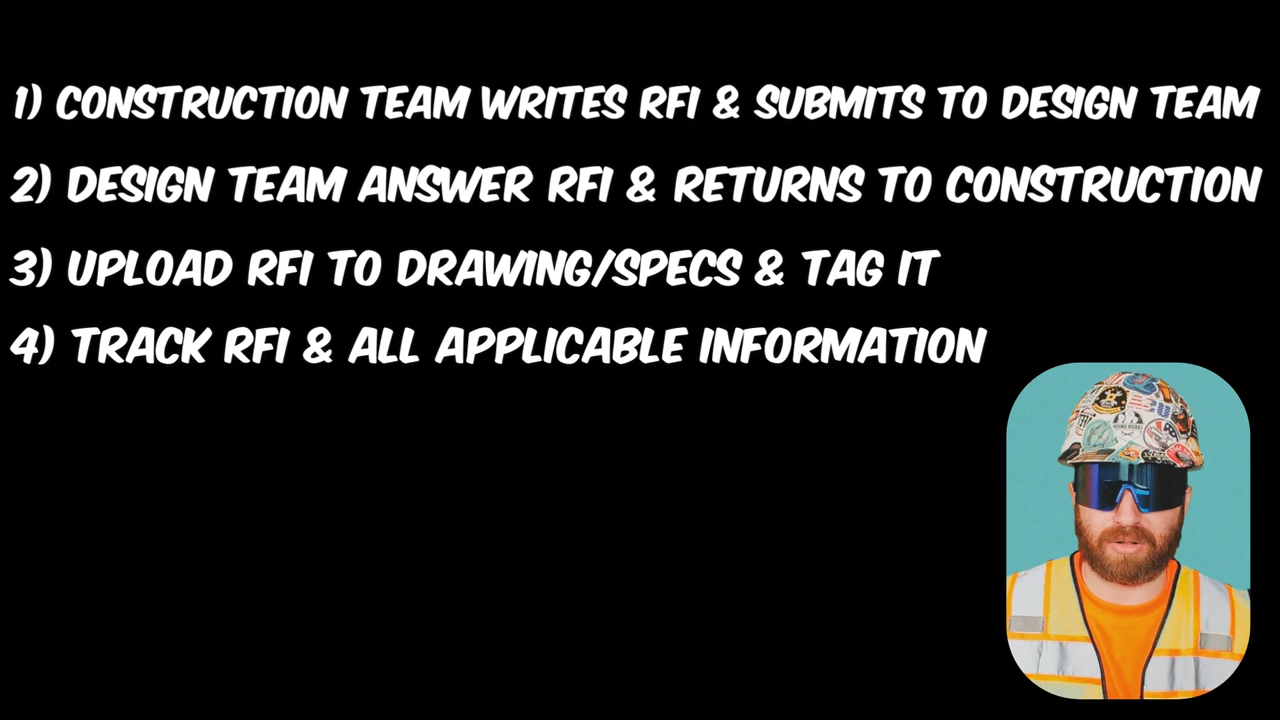 1) CONSTRUCTION TEAM WRITES RFI & SUBMITS TO DESIGN TEAM
2) DESIGN TEAM ANSWER RFI & RETURNS TO CONSTRUCTION
3) UPLOAD RFI TO DRAWING/SPECS & TAG IT
4) TRACK RFI & ALL APPLICABLE INFORMATION